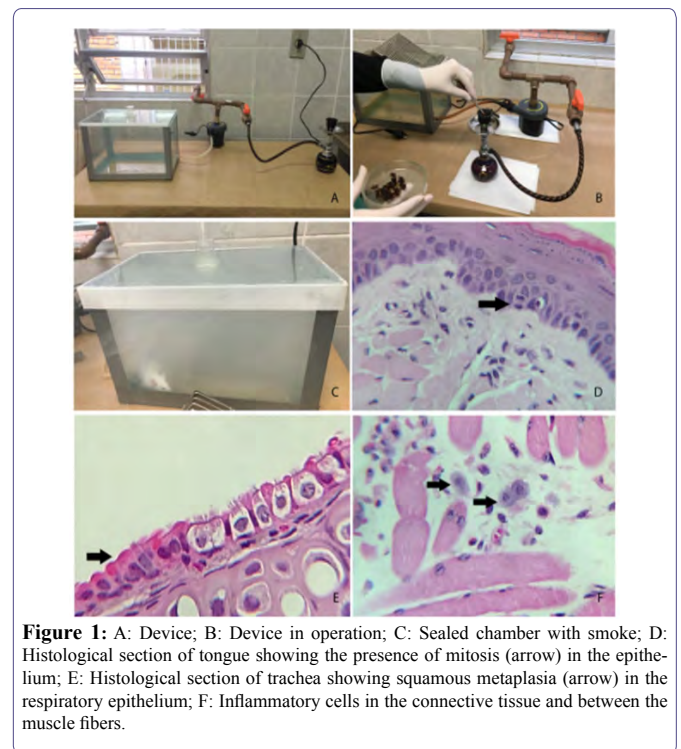 A
B
C
D
E
F
Figure 1: A: Device; B: Device in operation; C: Sealed chamber with smoke; D:
Histological section of tongue showing the presence of mitosis (arrow) in the epithe-
lium; E: Histological section of trachea showing squamous metaplasia (arrow) in the
respiratory epithelium; F: Inflammatory cells in the connective tissue and between the
muscle fibers.